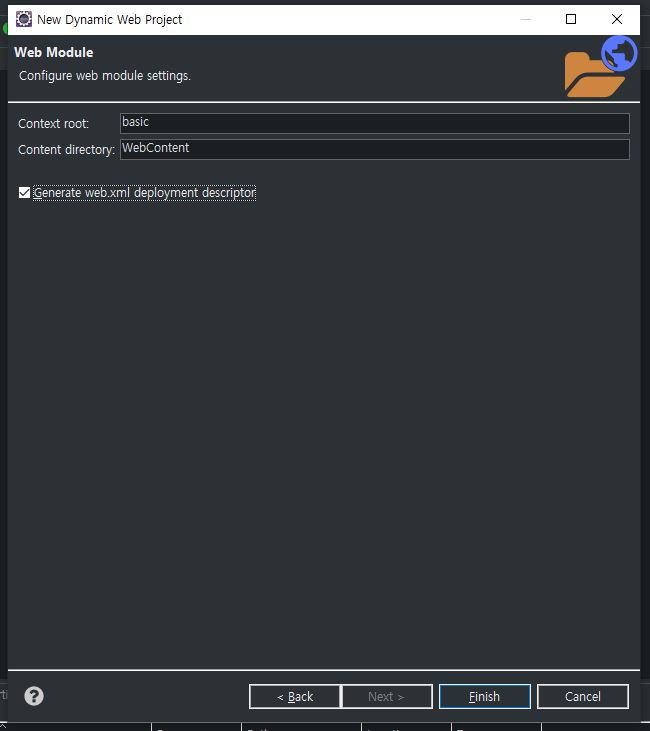 New Dynamic Web Project
Web Module
Configure web module settings.
Context root: basic
Content directory: WebContent
Generate web.xml deployment descriptor
< Back Next > Finish Cancel